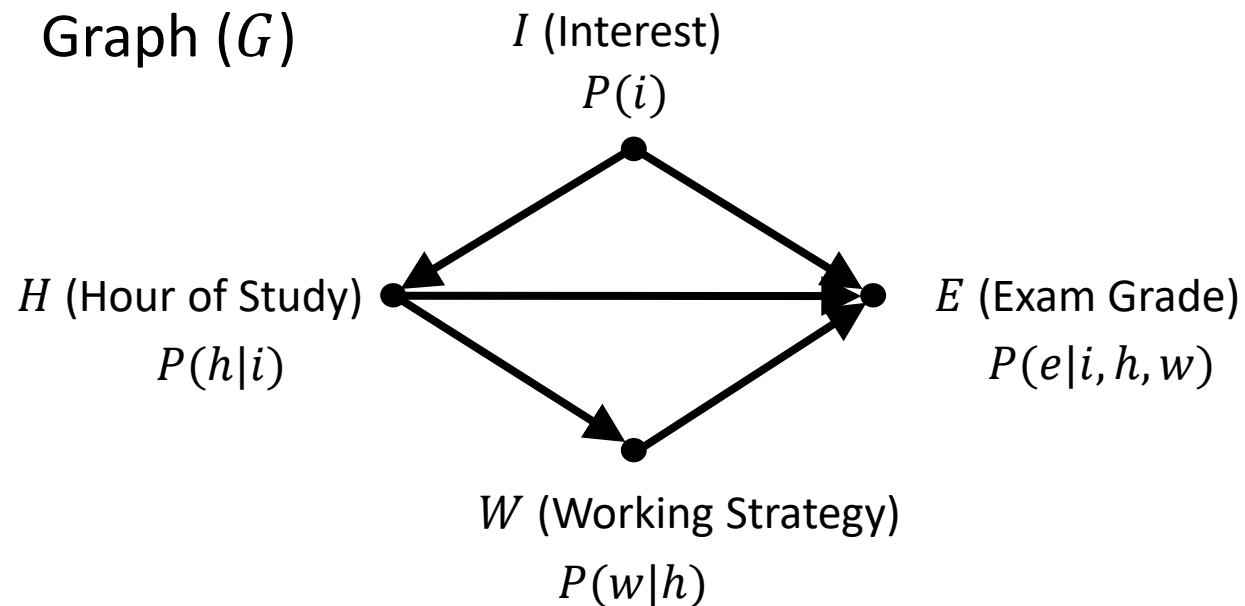 Graph (G)
I (Interest)
P(i)
H (Hour of Study)
P(h|i)
E (Exam Grade)
P(e|i, h, w)
W (Working Strategy)
P(w|h)